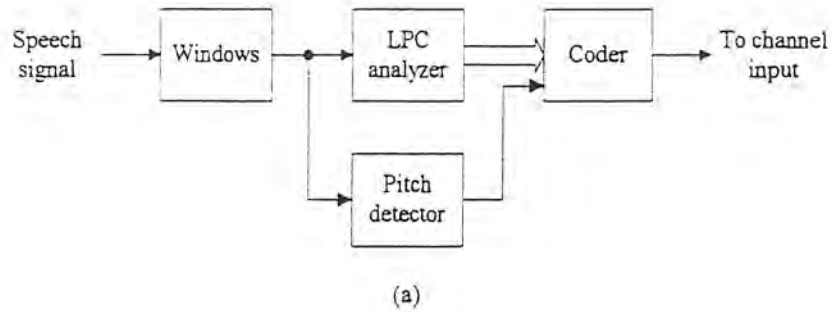 Speech
signal
Windows
LPC
analyzer
Coder
To channel
input
Pitch
detector
(a)